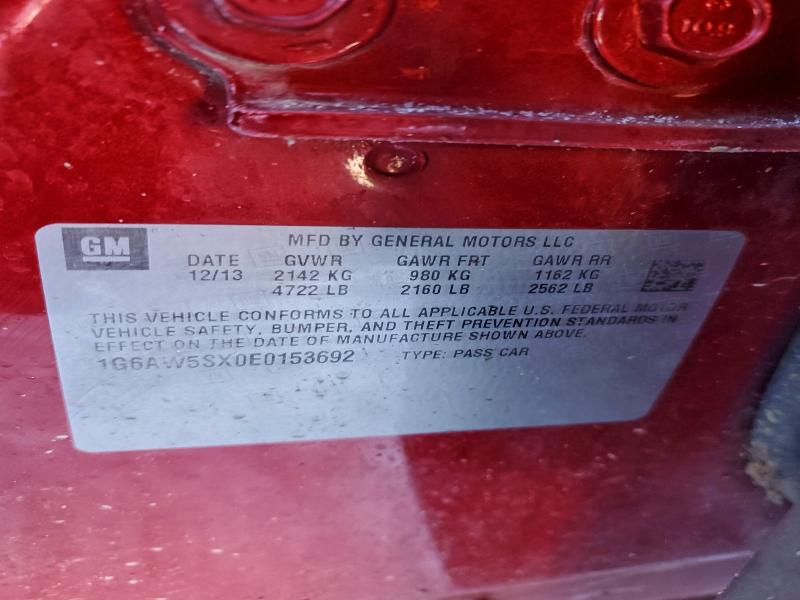 109
GM
MFD BY GENERAL MOTORS LLC
DATE GVWR GAWR FRT GAWR RR
12/13 2142 KG 980 KG 1162 KG
4722 LB 2160 LB 2562 LB
THIS VEHICLE CONFORMS TO ALL APPLICABLE U.S. FEDERAL MOTOR
VEHICLE SAFETY, BUMPER, AND THEFT PREVENTION STANDARDS IN
EFFECT ON THE DATE OF MANUFACTURE SHOWN ABOVE.
1G6AW5SX0E0153692 TYPE: PASS CAR